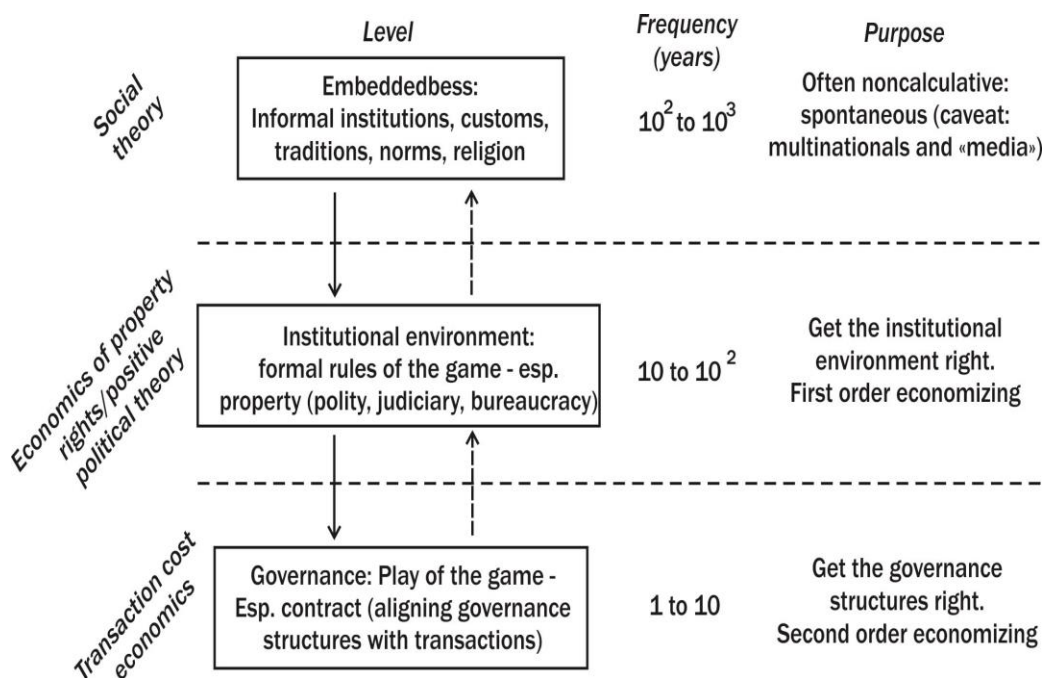 Level
Frequency
(years)
Purpose
Social
theory
Embeddedbess:
Informal institutions, customs,
traditions, norms, religion
10² to 10³
Often noncalculative:
spontaneous (caveat:
multinationals and «media»)
Economics of property
rights/positive
political theory
Institutional environment:
formal rules of the game - esp.
property (polity, judiciary, bureaucracy)
10 to 10²
Get the institutional
environment right.
First order economizing
Transaction cost
economics
Governance: Play of the game -
Esp. contract (aligning governance
structures with transactions)
1 to 10
Get the governance
structures right.
Second order economizing